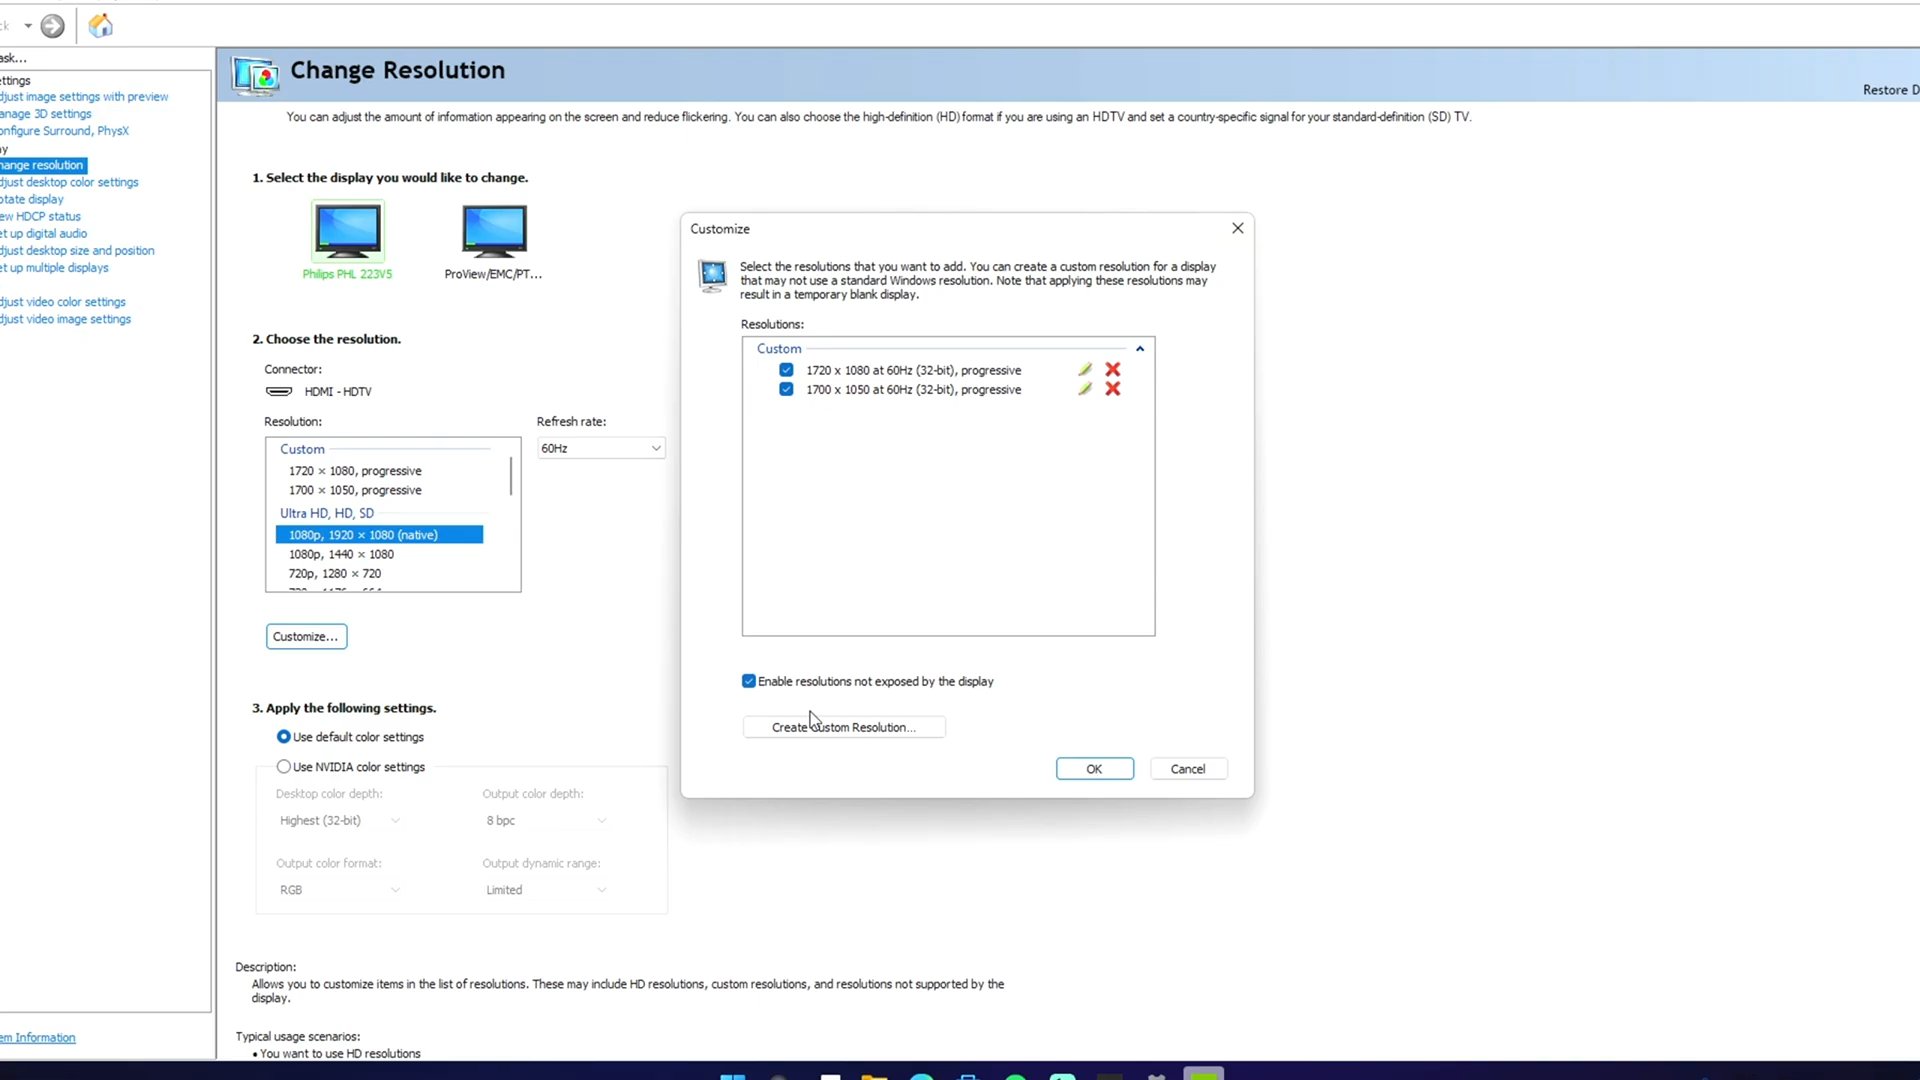 ck
ask...
ettings
djust image settings with preview
anage 3D settings
onfigure Surround, PhysX
ay
hange resolution
djust desktop color settings
otate display
ew HDCP status
et up digital audio
djust desktop size and position
et up multiple displays
djust video color settings
djust video image settings
em Information
Change Resolution
Restore D
You can adjust the amount of information appearing on the screen and reduce flickering. You can also choose the high-definition (HD) format if you are using an HDTV and set a country-specific signal for your standard-definition (SD) TV.
1. Select the display you would like to change.
Philips PHL 223V5
ProView/EMC/PT...
2. Choose the resolution.
Connector:
HDMI - HDTV
Resolution:
Refresh rate:
60Hz
Custom
1720 × 1080, progressive
1700 × 1050, progressive
Ultra HD, HD, SD
1080p, 1920 × 1080 (native)
1080p, 1440 × 1080
720p, 1280 × 720
Customize...
3. Apply the following settings.
Use default color settings
Use NVIDIA color settings
Desktop color depth:
Output color depth:
Highest (32-bit)
8 bpc
Output color format:
Output dynamic range:
RGB
Limited
Description:
Allows you to customize items in the list of resolutions. These may include HD resolutions, custom resolutions, and resolutions not supported by the
display.
Typical usage scenarios:
• You want to use HD resolutions
Customize
Select the resolutions that you want to add. You can create a custom resolution for a display
that may not use a standard Windows resolution. Note that applying these resolutions may
result in a temporary blank display.
Resolutions:
Custom
1720 x 1080 at 60Hz (32-bit), progressive
1700 x 1050 at 60Hz (32-bit), progressive
Enable resolutions not exposed by the display
Create Custom Resolution...
OK
Cancel